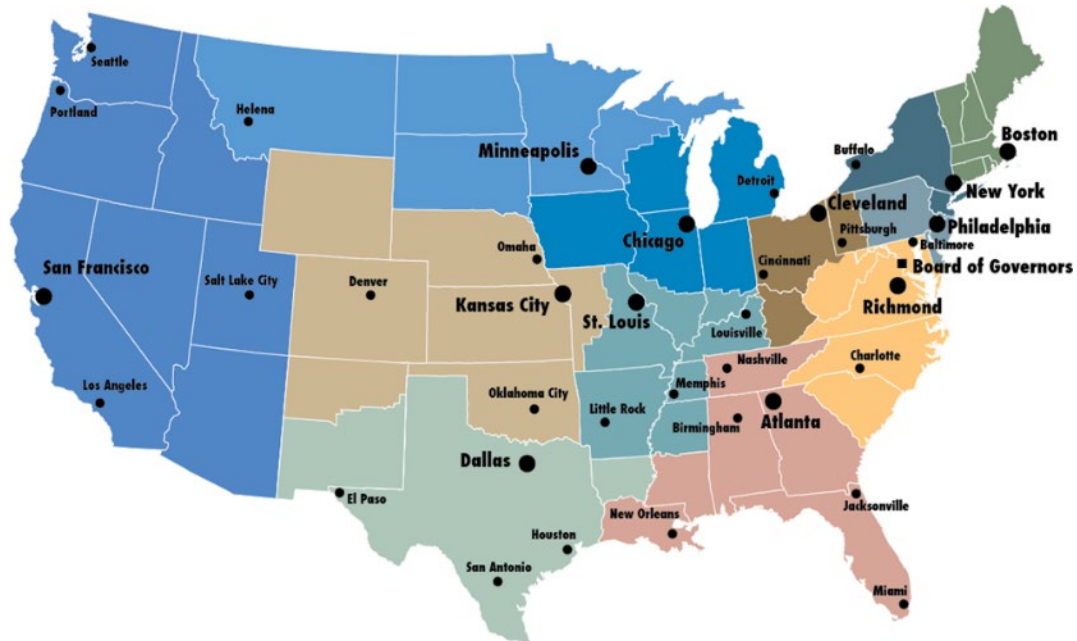 Seattle
Portland
Helena
Minneapolis
Buffalo
Boston
Detroit
New York
Cleveland
Chicago
Pittsburgh
Philadelphia
Baltimore
Omaha
Cincinnati
Board of Governors
San Francisco
Salt Lake City
Denver
Kansas City
St. Louis
Richmond
Louisville
Nashville
Charlotte
Los Angeles
Oklahoma City
Memphis
Little Rock
Birmingham
Atlanta
Dallas
El Paso
New Orleans
Jacksonville
Houston
San Antonio
Miami